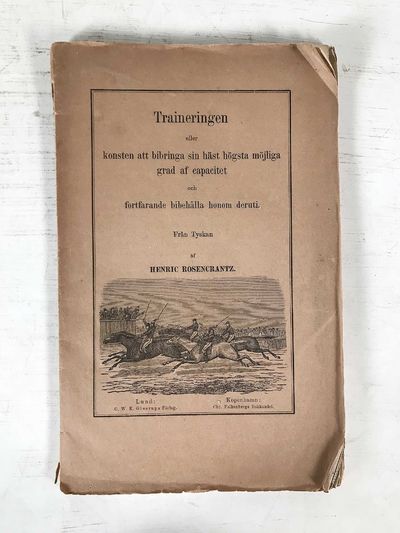 Traineringen
eller
konsten att bibringa sin häst högsta möjliga
grad af capacitet
och
fortfarande bibehålla honom deruti.
Från Tyskan
af
HENRIC ROSENCRANTZ.
Lund: Köpenhamn:
C. W. K. Gleerups Förlag. Chr. Falkenbergs Bokhandel.